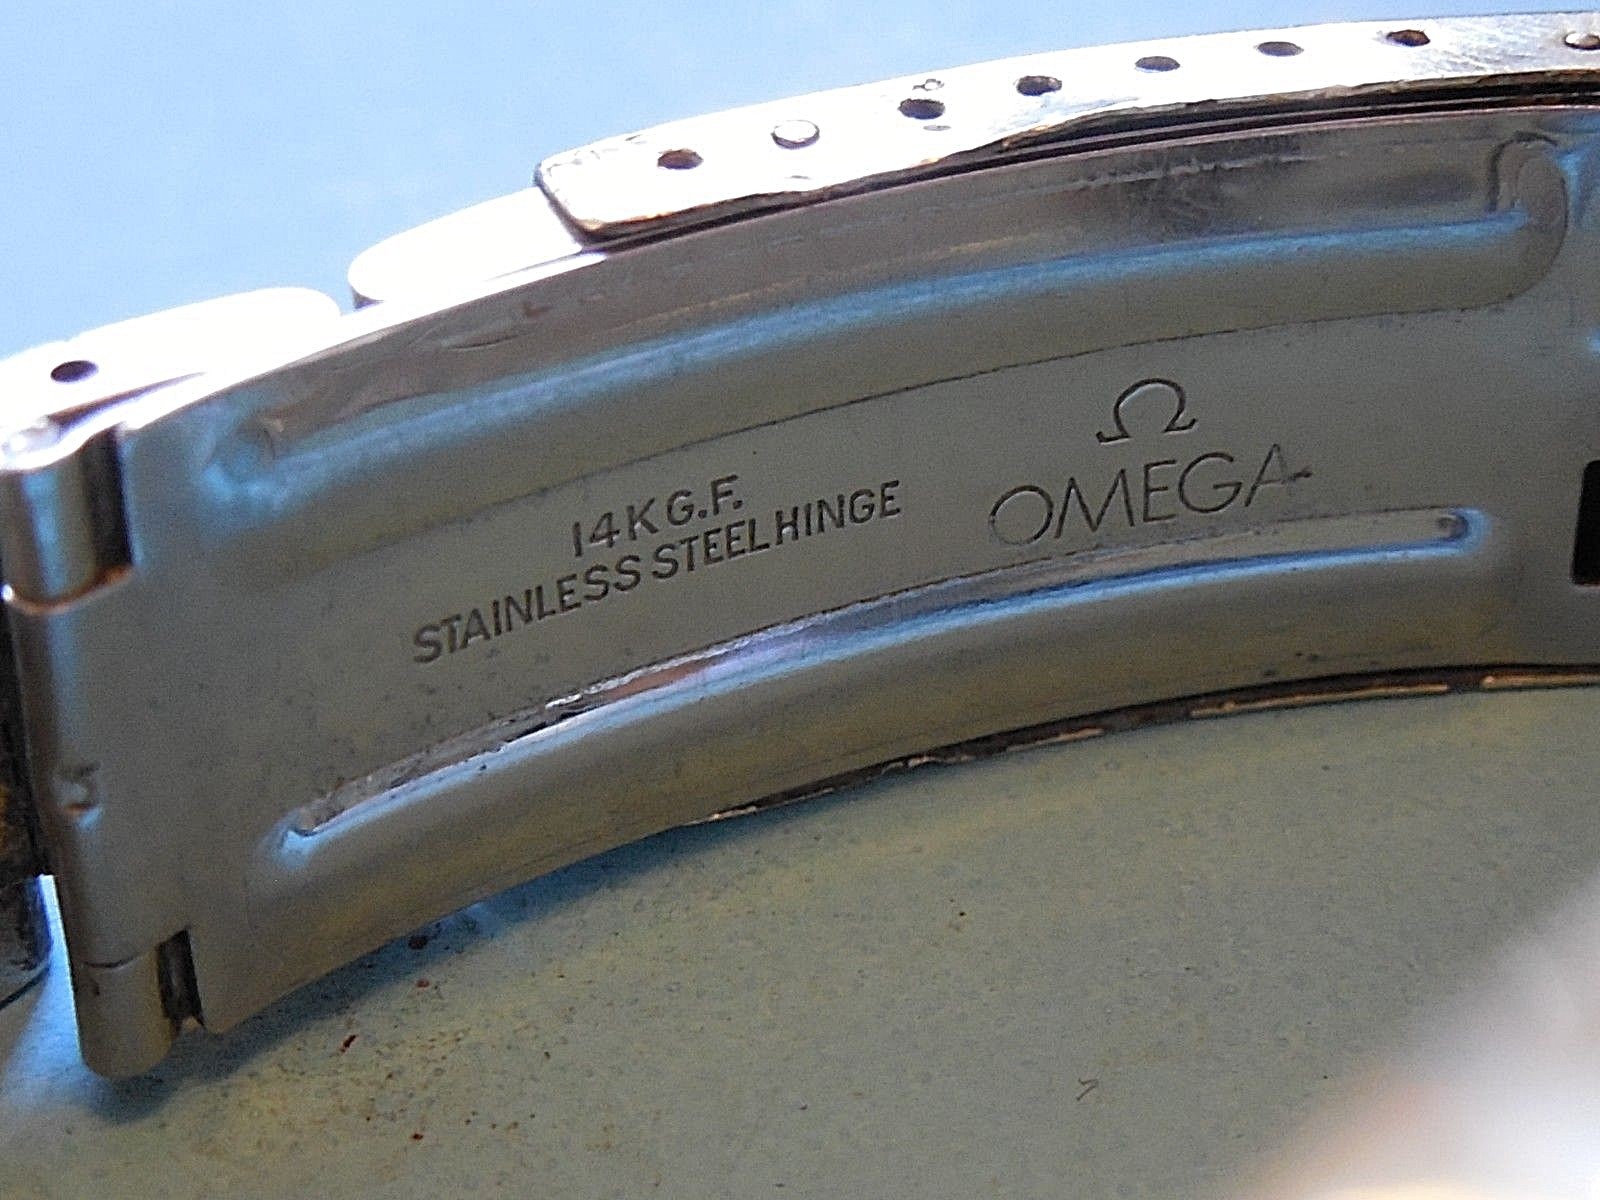 14K G.F.
STAINLESS STEEL HINGE
Ω
OMEGA